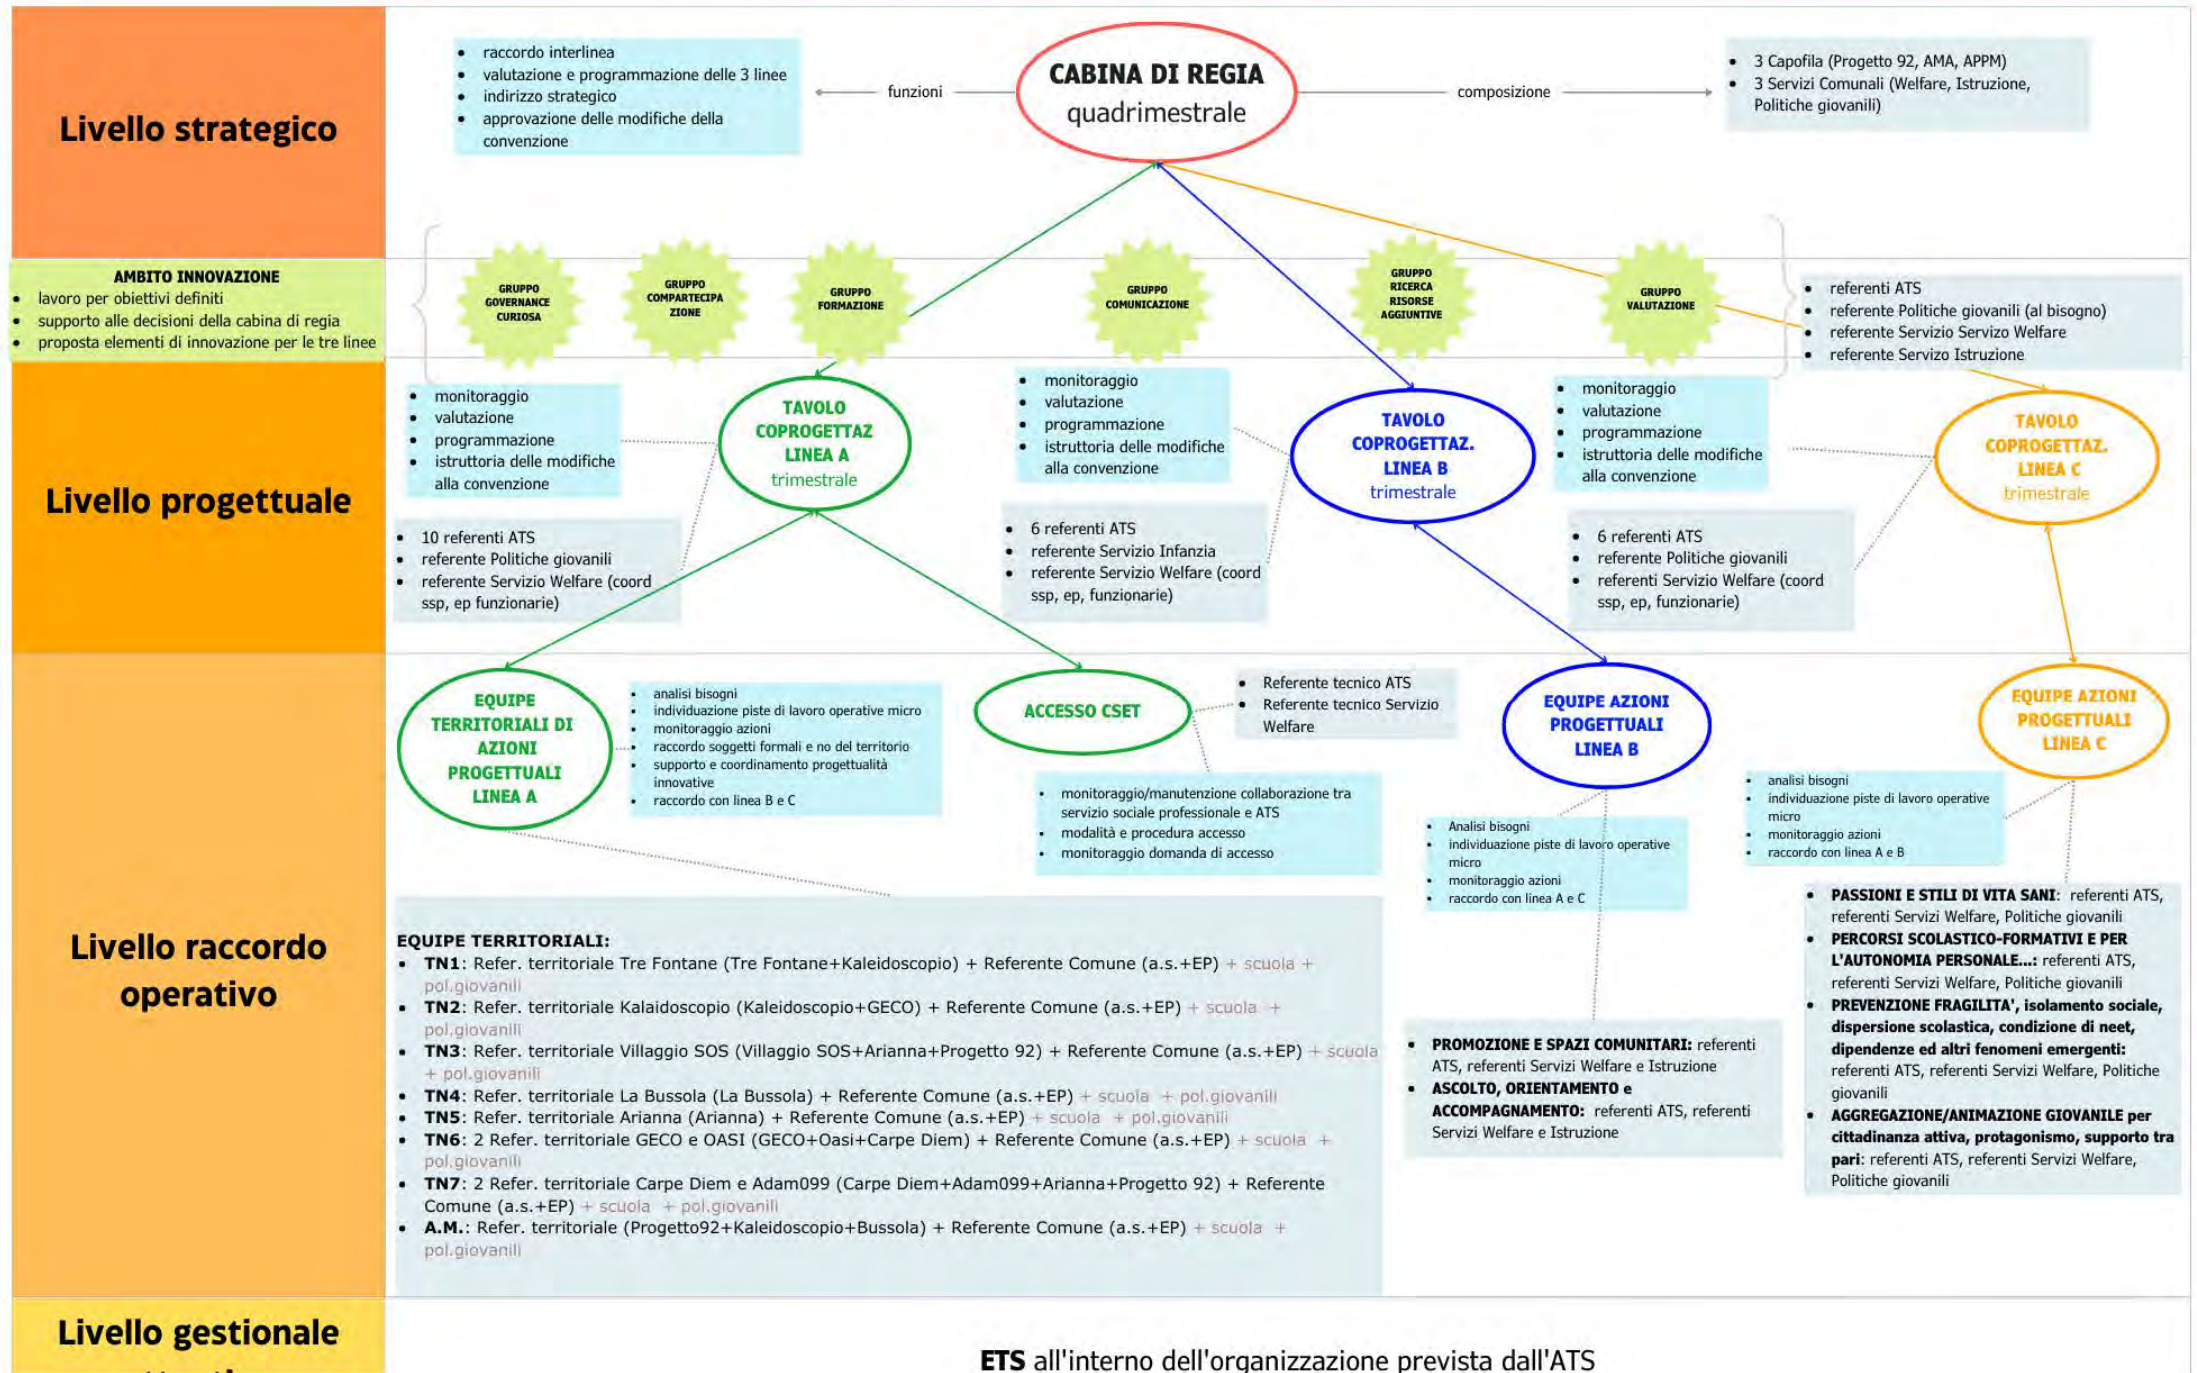 Livello strategico
raccordo interlinea
valutazione e programmazione delle 3 linee
indirizzo strategico
approvazione delle modifiche della
convenzione
funzioni
CABINA DI REGIA
quadrimestrale
composizione
3 Capofila (Progetto 92, AMA, APPM)
3 Servizi Comunali (Welfare, Istruzione,
Politiche giovanili)
AMBITO INNOVAZIONE
lavoro per obiettivi definiti
supporto alle decisioni della cabina di regia
proposta elementi di innovazione per le tre linee
GRUPPO
GOVERNANCE
CURIOSA
GRUPPO
COMPARTECIPA
ZIONE
GRUPPO
FORMAZIONE
GRUPPO
COMUNICAZIONE
GRUPPO
RICERCA
RISORSE
AGGIUNTIVE
GRUPPO
VALUTAZIONE
referenti ATS
referente Politiche giovanili (al bisogno)
referente Servizio Servizo Welfare
referente Servizo Istruzione
Livello progettuale
monitoraggio
valutazione
programmazione
istruttoria delle modifiche
alla convenzione
10 referenti ATS
referente Politiche giovanili
referente Servizio Welfare (coord
ssp, ep funzionarie)
TAVOLO
COPROGETTAZ
LINEA A
trimestrale
monitoraggio
valutazione
programmazione
istruttoria delle modifiche
alla convenzione
6 referenti ATS
referente Servizio Infanzia
referente Servizio Welfare (coord
ssp, ep, funzionarie)
TAVOLO
COPROGETTAZ.
LINEA B
trimestrale
monitoraggio
valutazione
programmazione
istruttoria delle modifiche
alla convenzione
6 referenti ATS
referente Politiche giovanili
referenti Servizio Welfare (coord
ssp, ep, funzionarie)
TAVOLO
COPROGETTAZ.
LINEA C
trimestrale
Livello raccordo
operativo
EQUIPE
TERRITORIALI DI
AZIONI
PROGETTUALI
LINEA A
analisi bisogni
individuazione piste di lavoro operative micro
monitoraggio azioni
raccordo soggetti formali e no del territorio
supporto e coordinamento progettualità
innovative
raccordo con linea B e C
ACCESSO CSET
Referente tecnico ATS
Referente tecnico Servizio
Welfare
monitoraggio/manutenzione collaborazione tra
servizio sociale professionale e ATS
modalità e procedura accesso
monitoraggio domanda di accesso
EQUIPE AZIONI
PROGETTUALI
LINEA B
Analisi bisogni
individuazione piste di lavoro operative
micro
monitoraggio azioni
raccordo con linea A e C
EQUIPE AZIONI
PROGETTUALI
LINEA C
analisi bisogni
individuazione piste di lavoro operative
micro
monitoraggio azioni
raccordo con linea A e B
EQUIPE TERRITORIALI:
TN1: Refer. territoriale Tre Fontane (Tre Fontane+Kaleidoscopio) + Referente Comune (a.s.+EP) + scuola +
pol.giovanili
TN2: Refer. territoriale Kalaidoscopio (Kaleidoscopio+GECO) + Referente Comune (a.s.+EP) + scuola +
pol.giovanili
TN3: Refer. territoriale Villaggio SOS (Villaggio SOS+Arianna+Progetto 92) + Referente Comune (a.s.+EP) + scuola
+ pol.giovanili
TN4: Refer. territoriale La Bussola (La Bussola) + Referente Comune (a.s.+EP) + scuola + pol.giovanili
TN5: Refer. territoriale Arianna (Arianna) + Referente Comune (a.s.+EP) + scuola + pol.giovanili
TN6: 2 Refer. territoriale GECO e OASI (GECO+Oasi+Carpe Diem) + Referente Comune (a.s.+EP) + scuola +
pol.giovanili
TN7: 2 Refer. territoriale Carpe Diem e Adam099 (Carpe Diem+Adam099+Arianna+Progetto 92) + Referente
Comune (a.s.+EP) + scuola + pol.giovanili
A.M.: Refer. territoriale (Progetto92+Kaleidoscopio+Bussola) + Referente Comune (a.s.+EP) + scuola +
pol.giovanili
PROMOZIONE E SPAZI COMUNITARI: referenti
ATS, referenti Servizi Welfare e Istruzione
ASCOLTO, ORIENTAMENTO e
ACCOMPAGNAMENTO: referenti ATS, referenti
Servizi Welfare e Istruzione
PASSIONI E STILI DI VITA SANI: referenti ATS,
referenti Servizi Welfare, Politiche giovanili
PERCORSI SCOLASTICO-FORMATIVI E PER
L'AUTONOMIA PERSONALE...: referenti ATS,
referenti Servizi Welfare, Politiche giovanili
PREVENZIONE FRAGILITA', isolamento sociale,
dispersione scolastica, condizione di neet,
dipendenze ed altri fenomeni emergenti:
referenti ATS, referenti Servizi Welfare, Politiche
giovanili
AGGREGAZIONE/ANIMAZIONE GIOVANILE per
cittadinanza attiva, protagonismo, supporto tra
pari: referenti ATS, referenti Servizi Welfare,
Politiche giovanili
Livello gestionale
ETS all'interno dell'organizzazione prevista dall'ATS